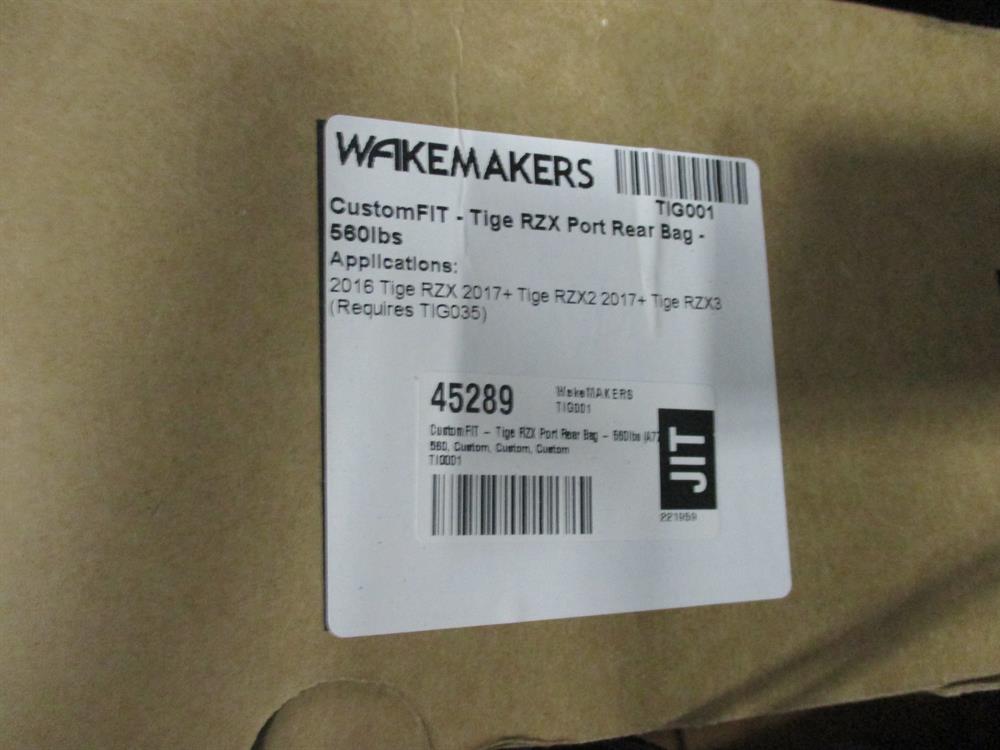 WAKEMAKERS
TIG001
CustomFIT - Tige RZX Port Rear Bag -
560lbs
Applications:
2016 Tige RZX 2017+ Tige RZX2 2017+ Tige RZX3
(Requires TIG035)
45289
WakeMAKERS
TIG001
CustomFIT - Tige RZX Port Rear Bag - 560lbs (A77
560, Custom, Custom, Custom
TIG001
JIT
221959